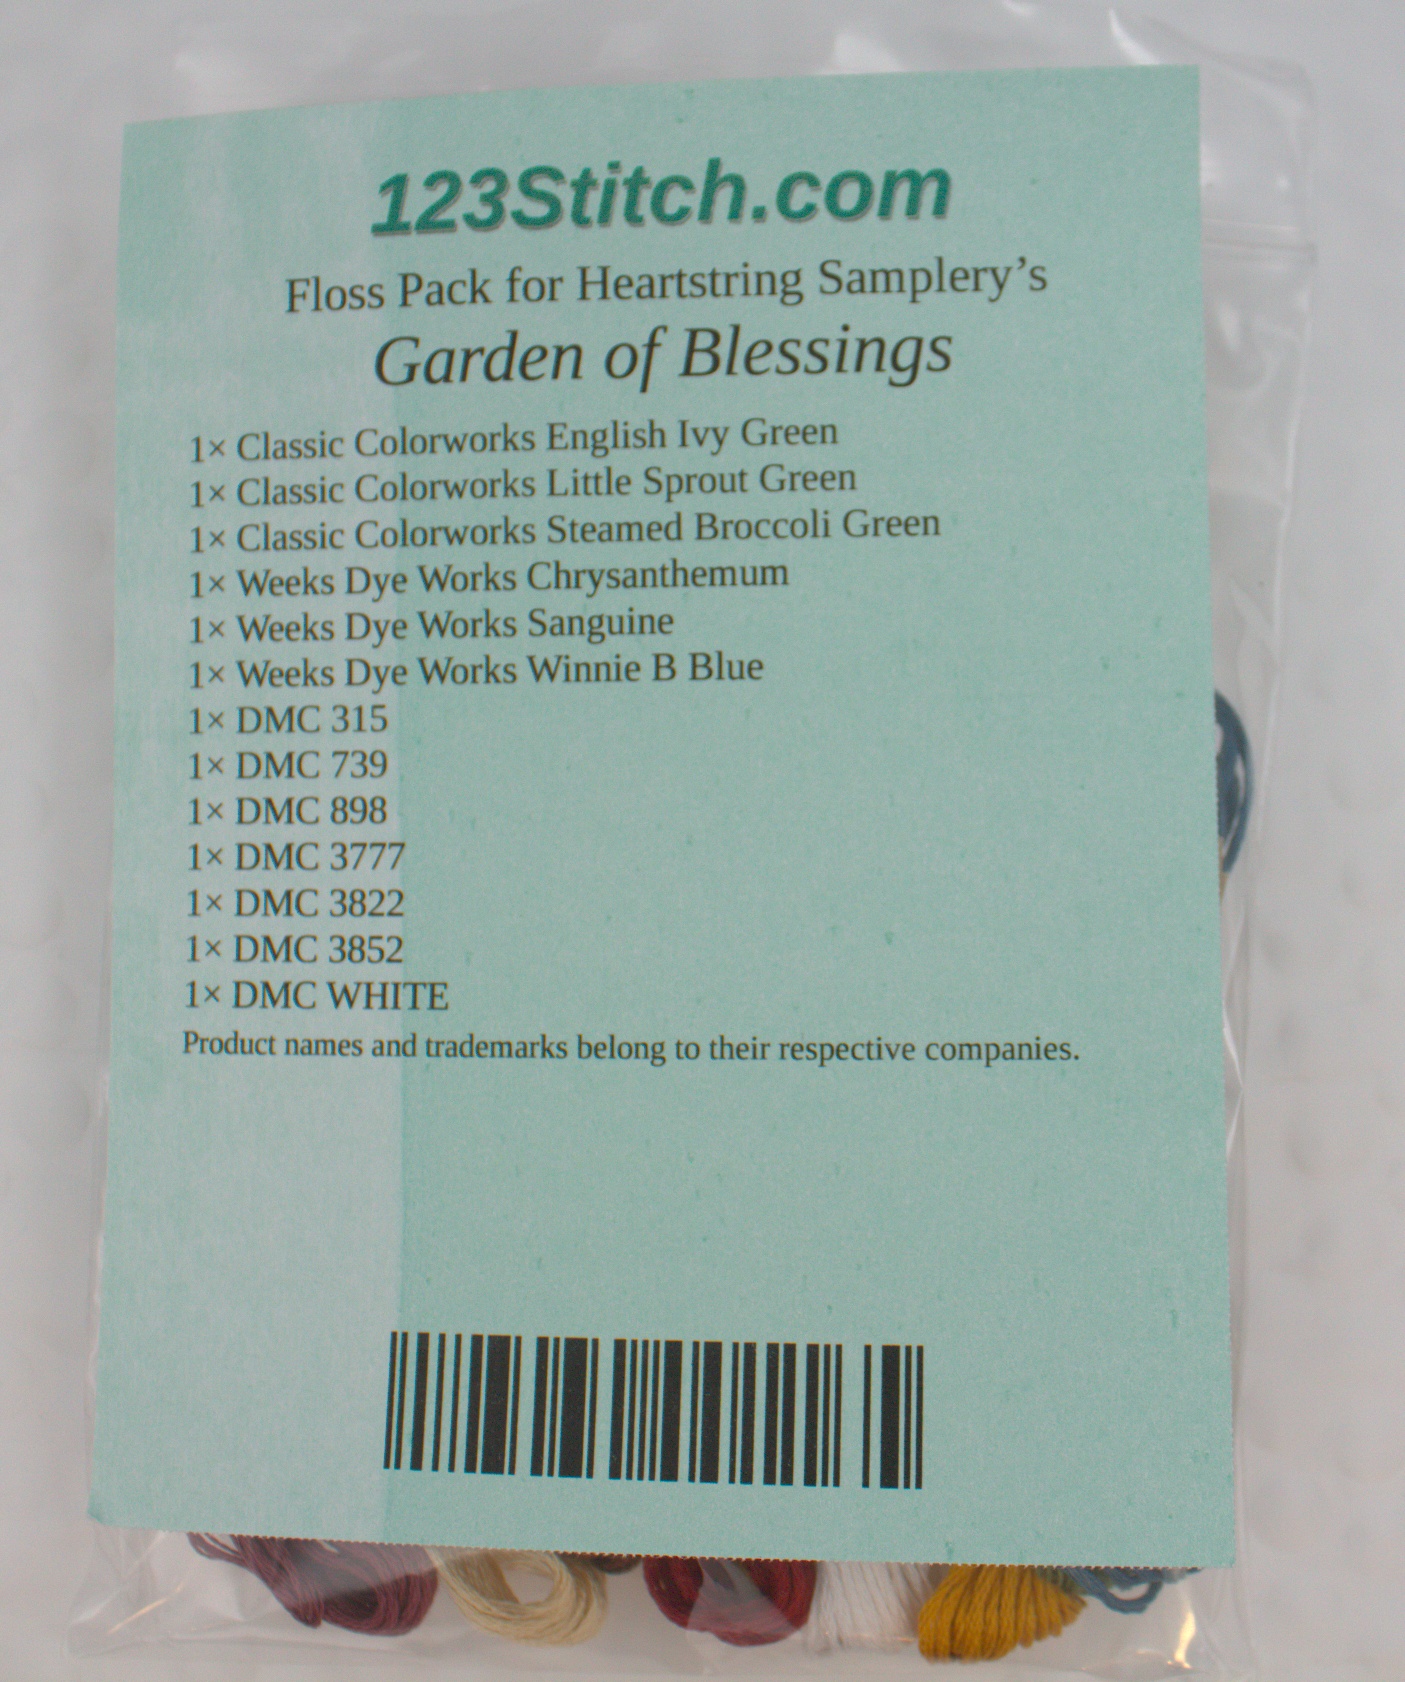 123Stitch.com
Floss Pack for Heartstring Samplery’s
Garden of Blessings
1× Classic Colorworks English Ivy Green
1× Classic Colorworks Little Sprout Green
1× Classic Colorworks Steamed Broccoli Green
1× Weeks Dye Works Chrysanthemum
1× Weeks Dye Works Sanguine
1× Weeks Dye Works Winnie B Blue
1× DMC 315
1× DMC 739
1× DMC 898
1× DMC 3777
1× DMC 3822
1× DMC 3852
1× DMC WHITE
Product names and trademarks belong to their respective companies.